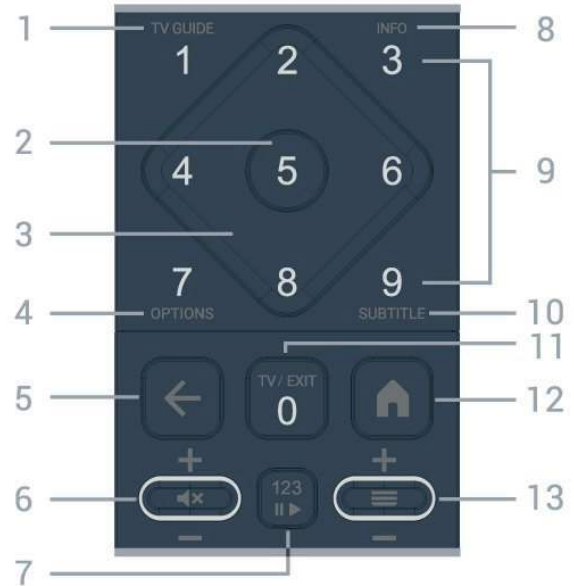 1 TV GUIDE INFO 8
1 2 3
2
4 5 6 9
3
7 8 9
4 OPTIONS SUBTITLE 10
11
5 TV / EXIT 12
0
+ +
6 123 13
- -
7